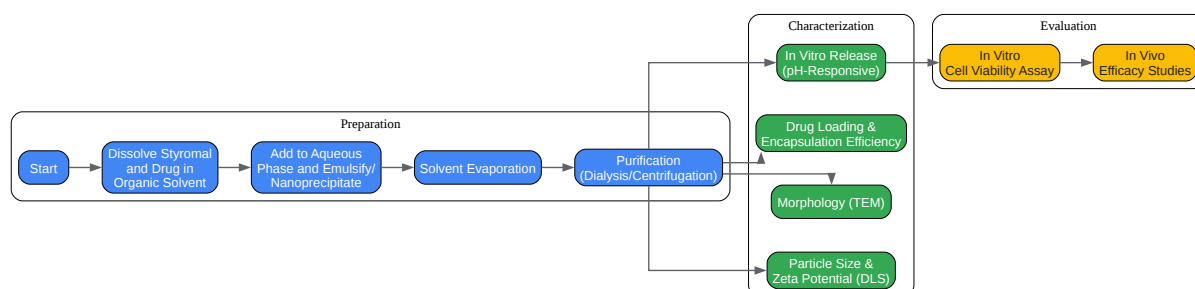 Preparation
Start
Dissolve Styromal
and Drug in
Organic Solvent
Add to Aqueous
Phase and Emulsify/
Nanoprecipitate
Solvent Evaporation
Purification
(Dialysis/Centrifugation)
Characterization
In Vitro Release
(pH-Responsive)
Drug Loading &
Encapsulation Efficiency
Morphology (TEM)
Particle Size &
Zeta Potential (DLS)
Evaluation
In Vitro
Cell Viability Assay
In Vivo
Efficacy Studies